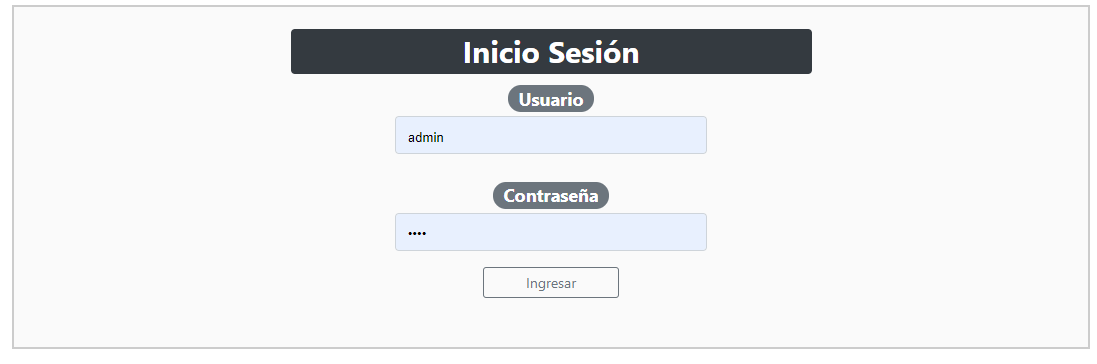 Inicio Sesión
Usuario
admin
Contraseña
••••
Ingresar